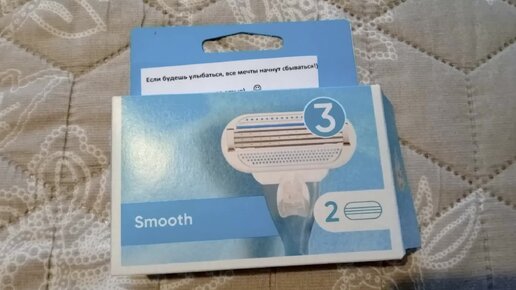 Если будешь улыбаться, все мечты начнут сбываться!)
3
Smooth
2